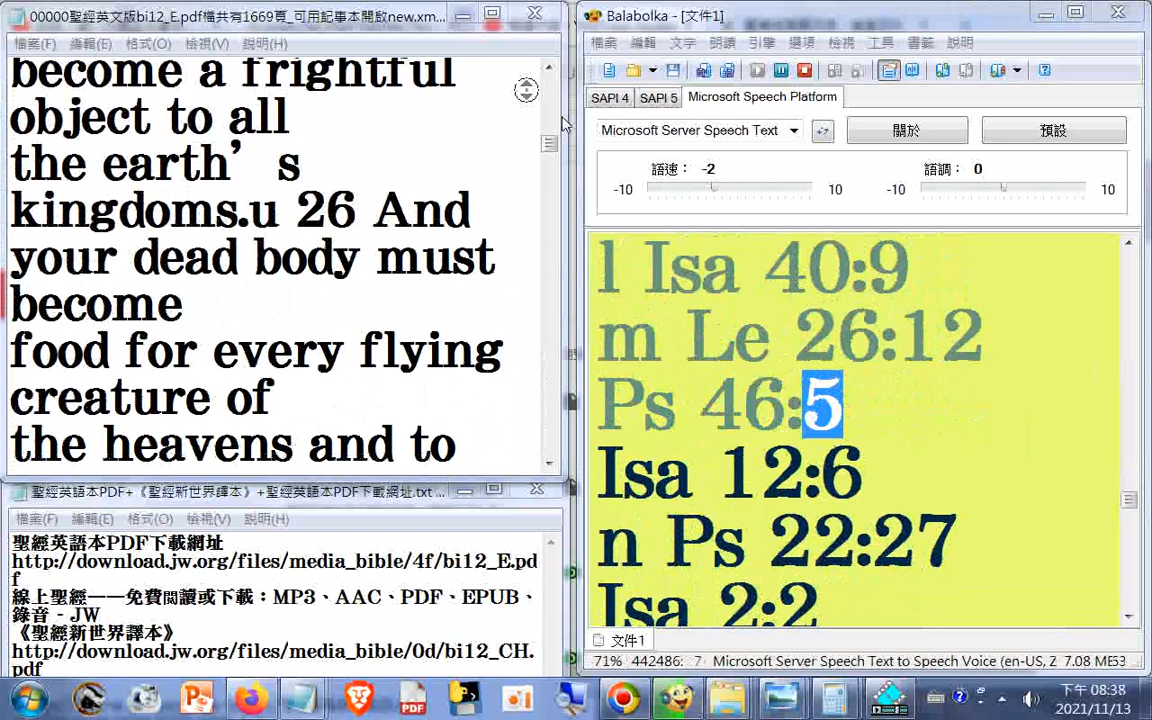 00000聖經英文版bi12_E.pdf檔共有1669頁_可用記事本開啟new.xm...
檔案(F) 編輯(E) 格式(O) 檢視(V) 說明(H)
become a frightful
object to all
the earth’s
kingdoms.u 26 And
your dead body must
become
food for every flying
creature of
the heavens and to
聖經英語本PDF+《聖經新世界譯本》+聖經英語本PDF下載網址.txt ...
檔案(F) 編輯(E) 格式(O) 檢視(V) 說明(H)
聖經英語本PDF下載網址
http://download.jw.org/files/media_bible/4f/bi12_E.pd
f
線上聖經——免費閱讀或下載：MP3、AAC、PDF、EPUB、
錄音 - JW
《聖經新世界譯本》
http://download.jw.org/files/media_bible/0d/bi12_CH.
pdf
Balabolka - [文件1]
檔案 編輯 文字 朗讀 引擎 選項 檢視 工具 書籤 說明
SAPI 4 SAPI 5 Microsoft Speech Platform
Microsoft Server Speech Text 關於 預設
語速： -2 語調： 0
-10 10 -10 10
l Isa 40:9
m Le 26:12
Ps 46:5
Isa 12:6
n Ps 22:27
Isa 2:2
文件1
71% 442486: 7 Microsoft Server Speech Text to Speech Voice (en-US, Z 7.08 ME53
下午 08:38
2021/11/13